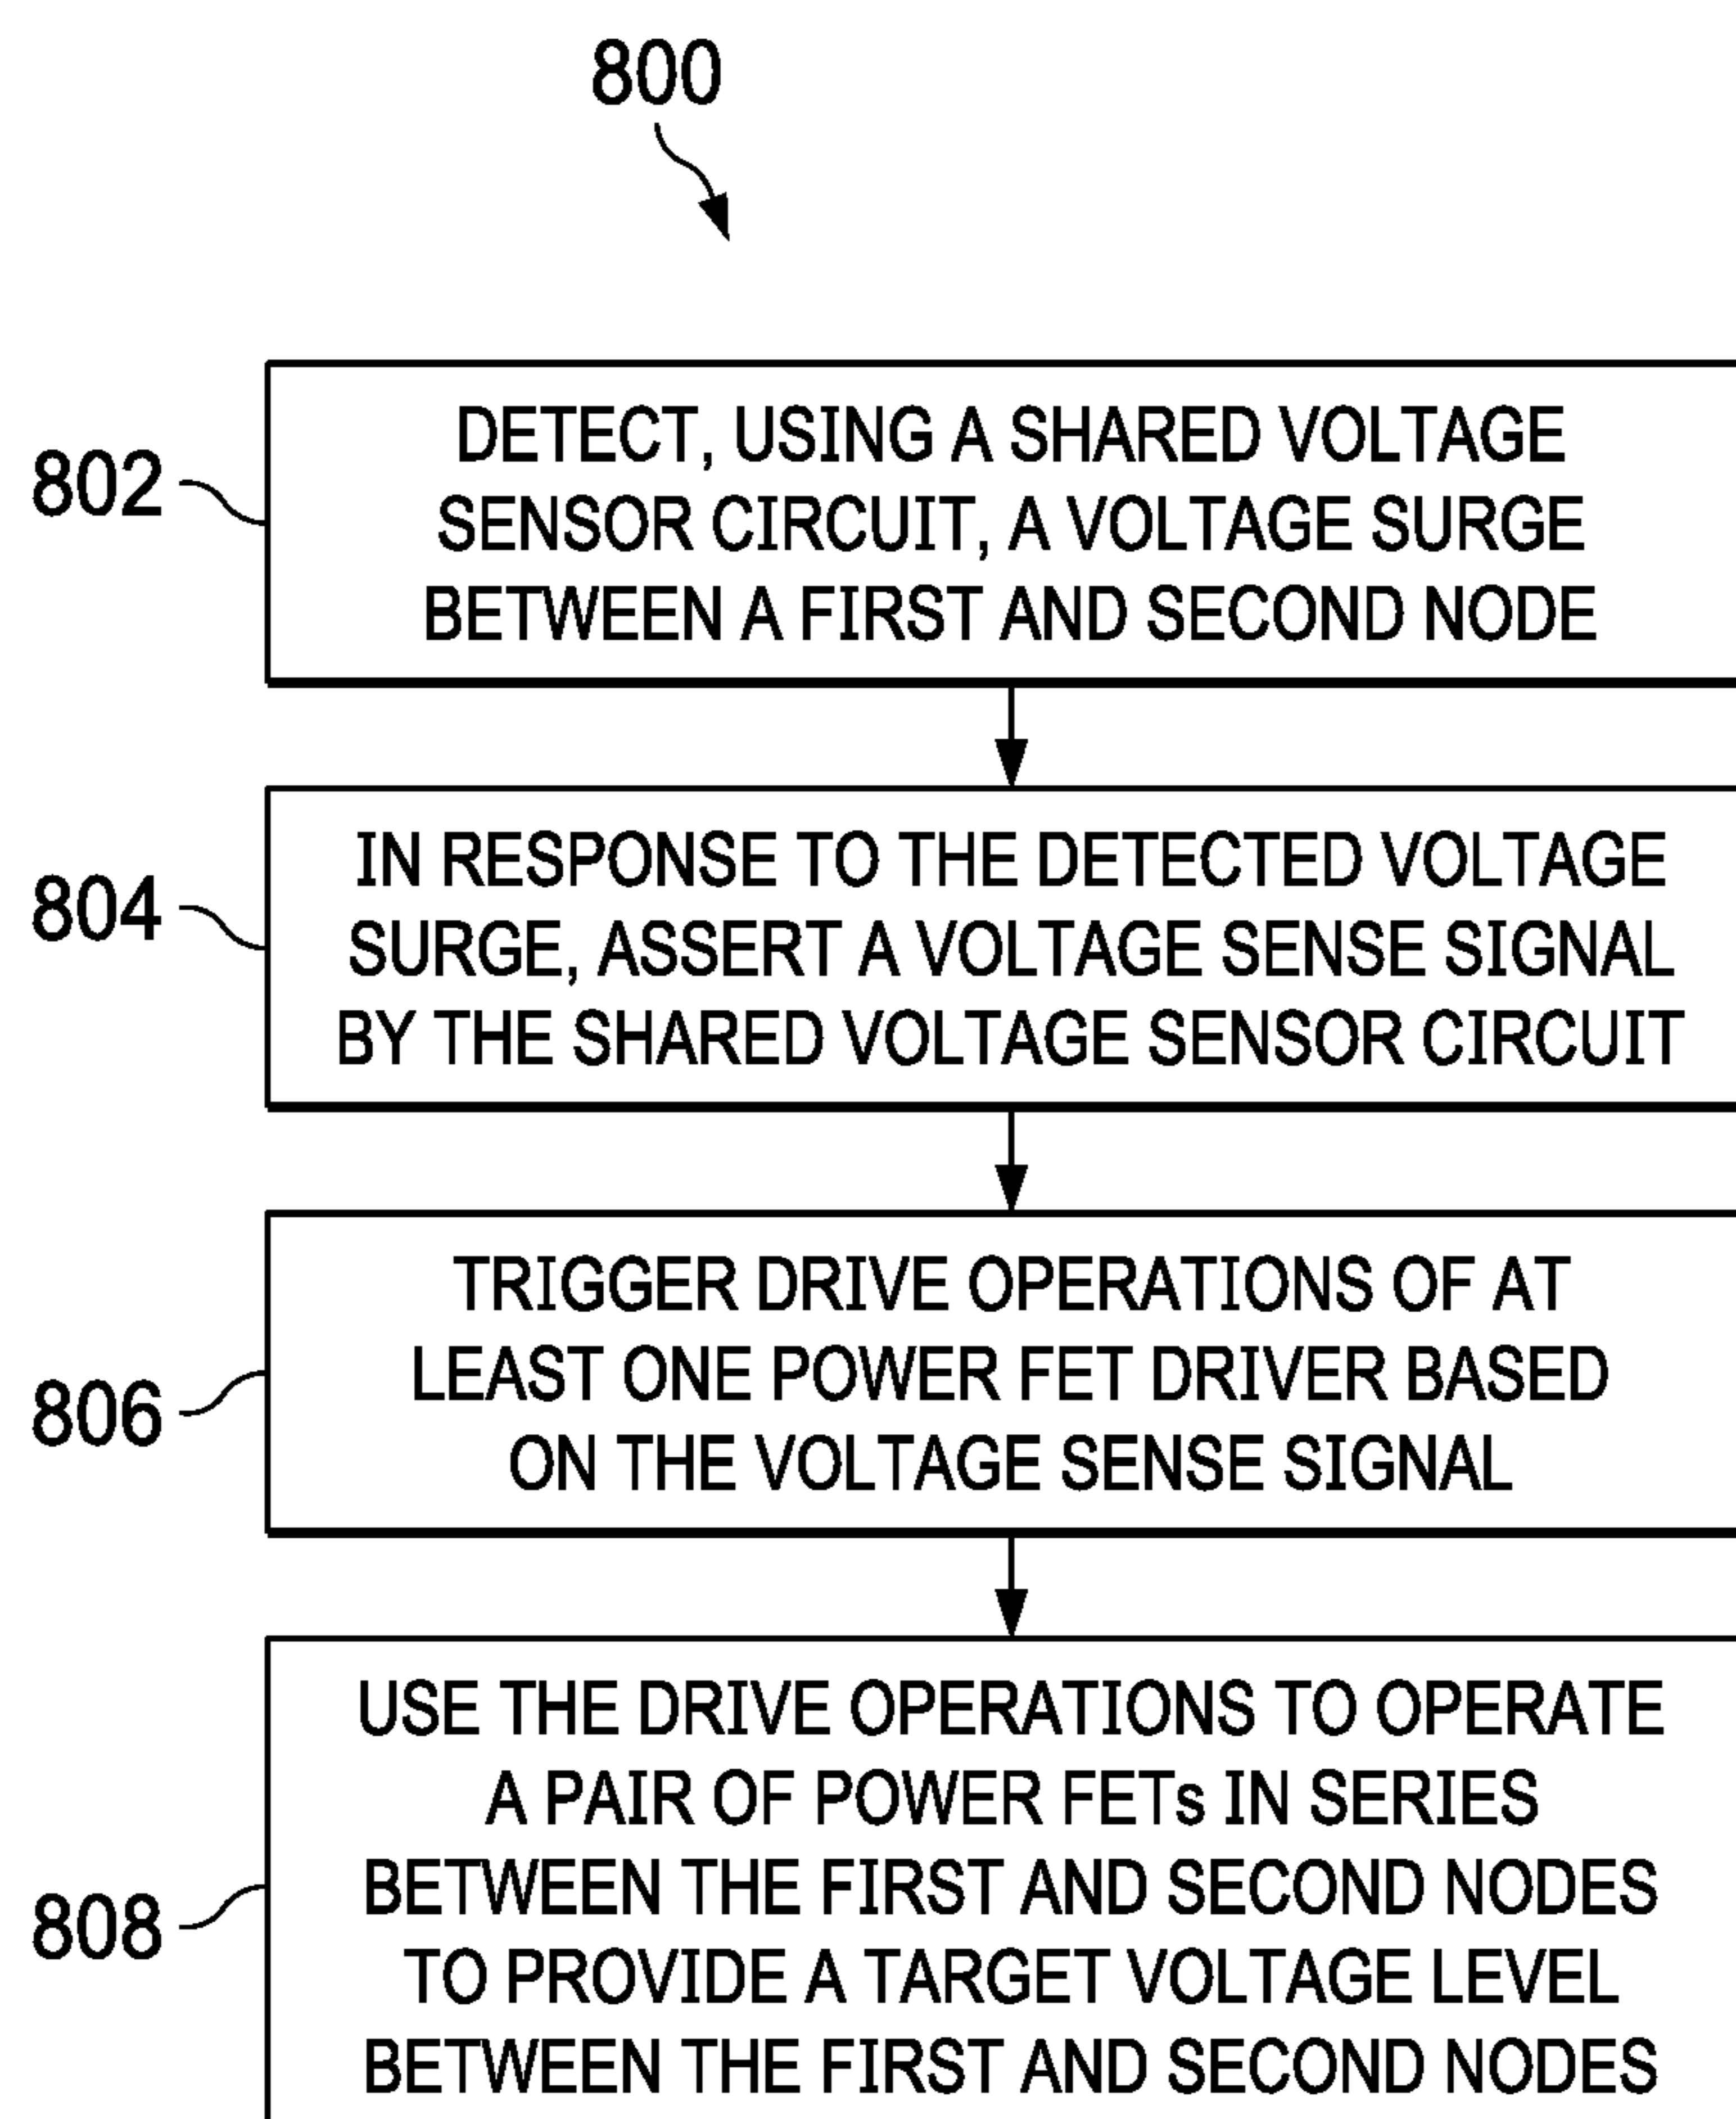 800
802
DETECT, USING A SHARED VOLTAGE
SENSOR CIRCUIT, A VOLTAGE SURGE
BETWEEN A FIRST AND SECOND NODE
804
IN RESPONSE TO THE DETECTED VOLTAGE
SURGE, ASSERT A VOLTAGE SENSE SIGNAL
BY THE SHARED VOLTAGE SENSOR CIRCUIT
806
TRIGGER DRIVE OPERATIONS OF AT
LEAST ONE POWER FET DRIVER BASED
ON THE VOLTAGE SENSE SIGNAL
808
USE THE DRIVE OPERATIONS TO OPERATE
A PAIR OF POWER FETs IN SERIES
BETWEEN THE FIRST AND SECOND NODES
TO PROVIDE A TARGET VOLTAGE LEVEL
BETWEEN THE FIRST AND SECOND NODES